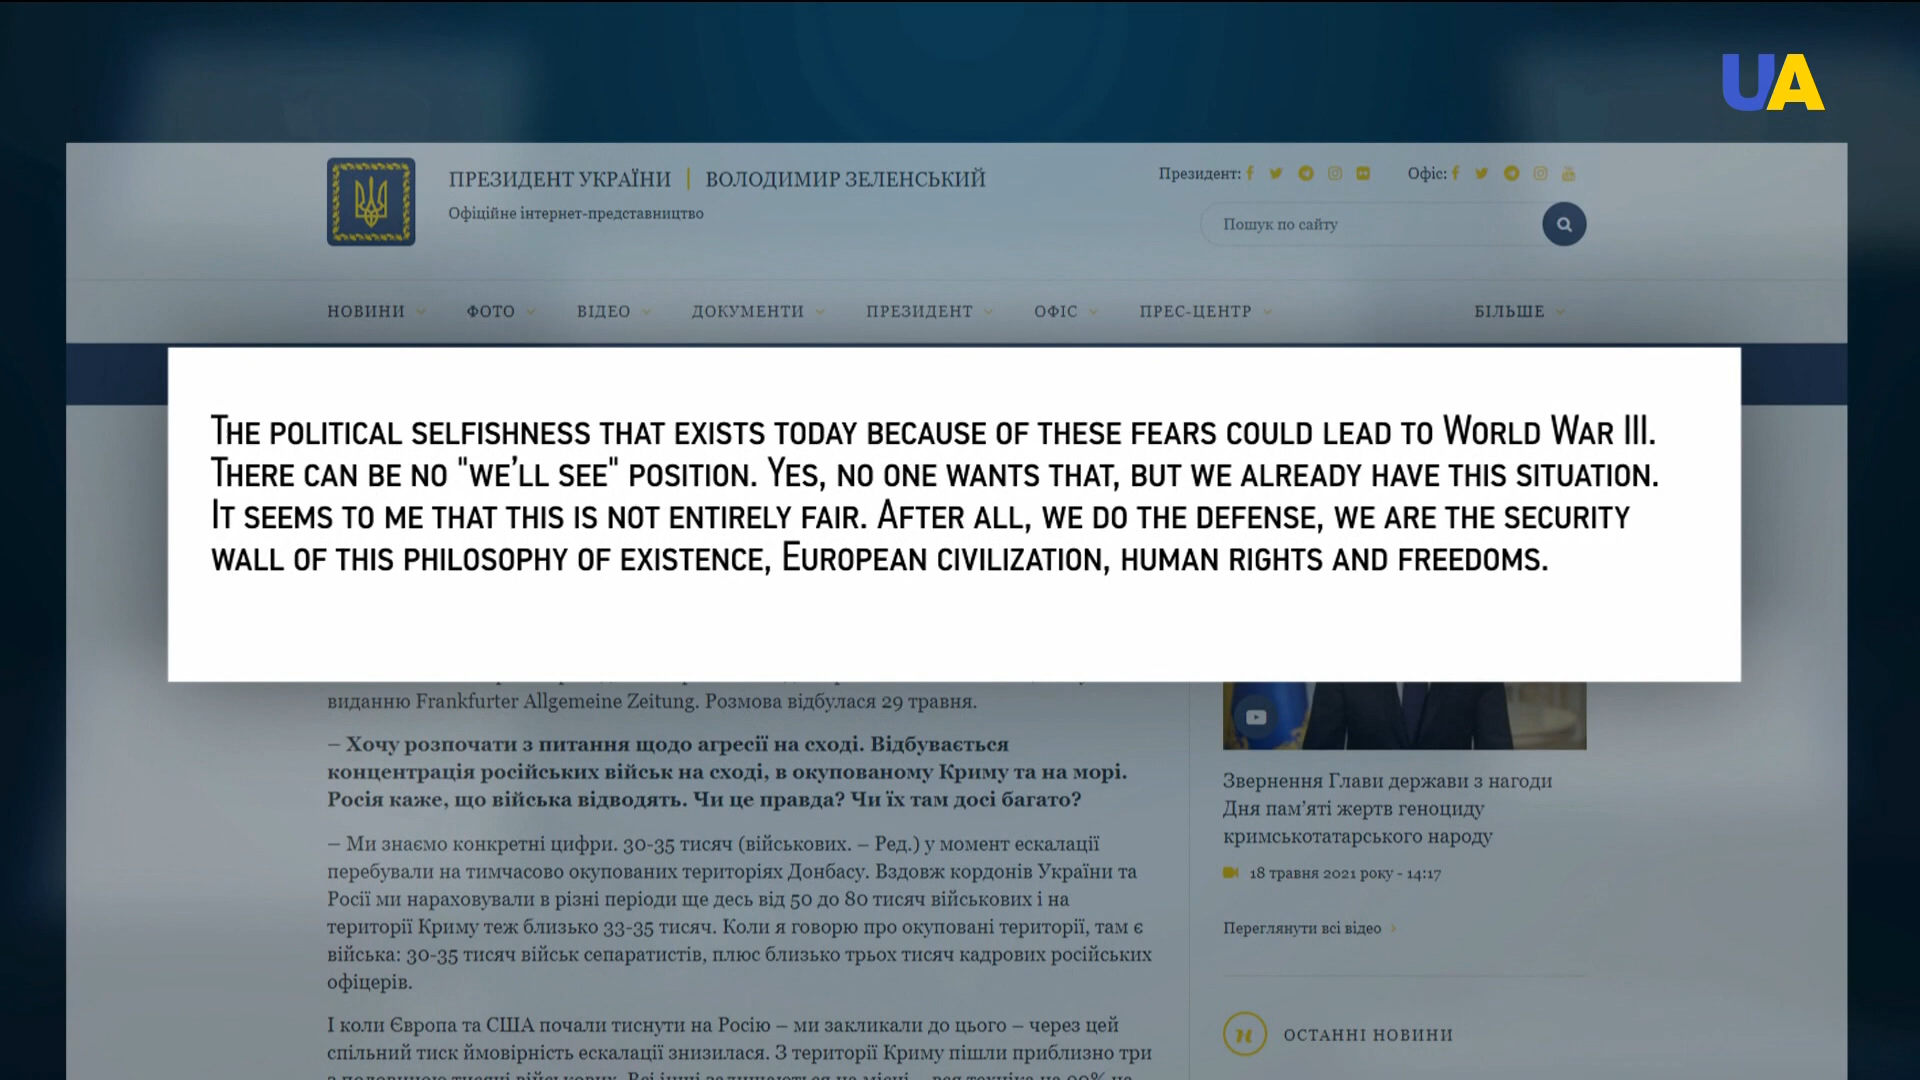 UA
ПРЕЗИДЕНТ УКРАЇНИ | ВОЛОДИМИР ЗЕЛЕНСЬКИЙ
Офіційне інтернет-представництво
Президент:
Офіс:
Пошук по сайту
НОВИНИ ФОТО ВІДЕО ДОКУМЕНТИ ПРЕЗИДЕНТ ОФІС ПРЕС-ЦЕНТР БІЛЬШЕ
The political selfishness that exists today because of these fears could lead to World War III.
There can be no "we’ll see" position. Yes, no one wants that, but we already have this situation.
It seems to me that this is not entirely fair. After all, we do the defense, we are the security
wall of this philosophy of existence, European civilization, human rights and freedoms.
виданню Frankfurter Allgemeine Zeitung. Розмова відбулася 29 травня.
– Хочу розпочати з питання щодо агресії на сході. Відбувається
концентрація російських військ на сході, в окупованому Криму та на морі.
Росія каже, що війська відводять. Чи це правда? Чи їх там досі багато?
– Ми знаємо конкретні цифри. 30-35 тисяч (військових. – Ред.) у момент ескалації
перебували на тимчасово окупованих територіях Донбасу. Вздовж кордонів України та
Росії ми нараховували в різні періоди ще десь від 50 до 80 тисяч військових і на
території Криму теж близько 33-35 тисяч. Коли я говорю про окуповані території, там є
війська: 30-35 тисяч військ сепаратистів, плюс близько трьох тисяч кадрових російських
офіцерів.
І коли Європа та США почали тиснути на Росію – ми закликали до цього – через цей
спільний тиск ймовірність ескалації знизилася. З території Криму пішли приблизно три
Звернення Глави держави з нагоди
Дня пам’яті жертв геноциду
кримськотатарського народу
18 травня 2021 року - 14:17
Переглянути всі відео
ОСТАННІ НОВИНИ